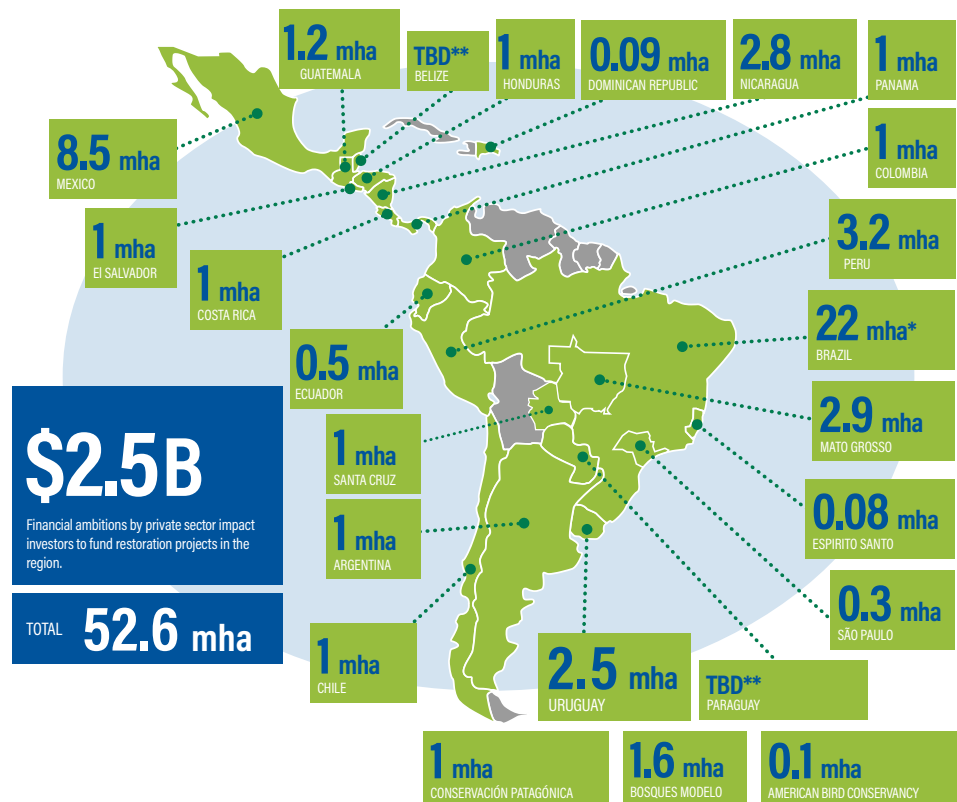 1.2 mha
GUATEMALA
TBD**
BELIZE
1 mha
HONDURAS
0.09 mha
DOMINICAN REPUBLIC
2.8 mha
NICARAGUA
1 mha
PANAMA
8.5 mha
MEXICO
1 mha
COLOMBIA
1 mha
El SALVADOR
3.2 mha
PERU
1 mha
COSTA RICA
22 mha*
BRAZIL
0.5 mha
ECUADOR
2.9 mha
MATO GROSSO
$2.5B
Financial ambitions by private sector impact
investors to fund restoration projects in the
region.
1 mha
SANTA CRUZ
0.08 mha
ESPIRITO SANTO
1 mha
ARGENTINA
0.3 mha
SÃO PAULO
TOTAL 52.6 mha
1 mha
CHILE
2.5 mha
URUGUAY
TBD**
PARAGUAY
1 mha
CONSERVACIÓN PATAGÓNICA
1.6 mha
BOSQUES MODELO
0.1 mha
AMERICAN BIRD CONSERVANCY